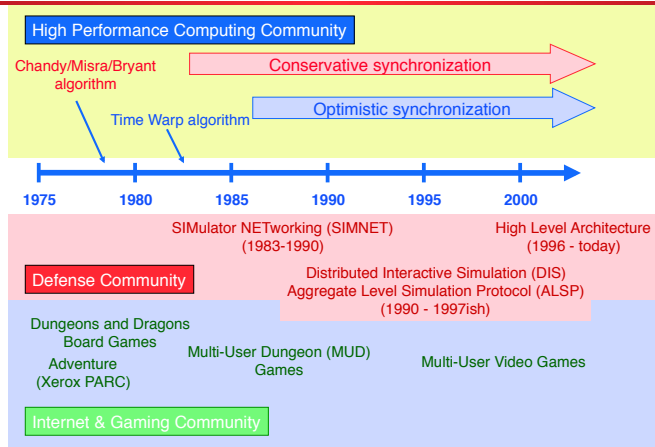 High Performance Computing Community
Chandy/Misra/Bryant
algorithm
Conservative synchronization
Optimistic synchronization
Time Warp algorithm
1975
1980
1985
1990
1995
2000
SIMulator NETworking (SIMNET)
(1983-1990)
High Level Architecture
(1996 - today)
Defense Community
Distributed Interactive Simulation (DIS)
Aggregate Level Simulation Protocol (ALSP)
(1990 - 1997ish)
Dungeons and Dragons
Board Games
Adventure
(Xerox PARC)
Multi-User Dungeon (MUD)
Games
Multi-User Video Games
Internet & Gaming Community